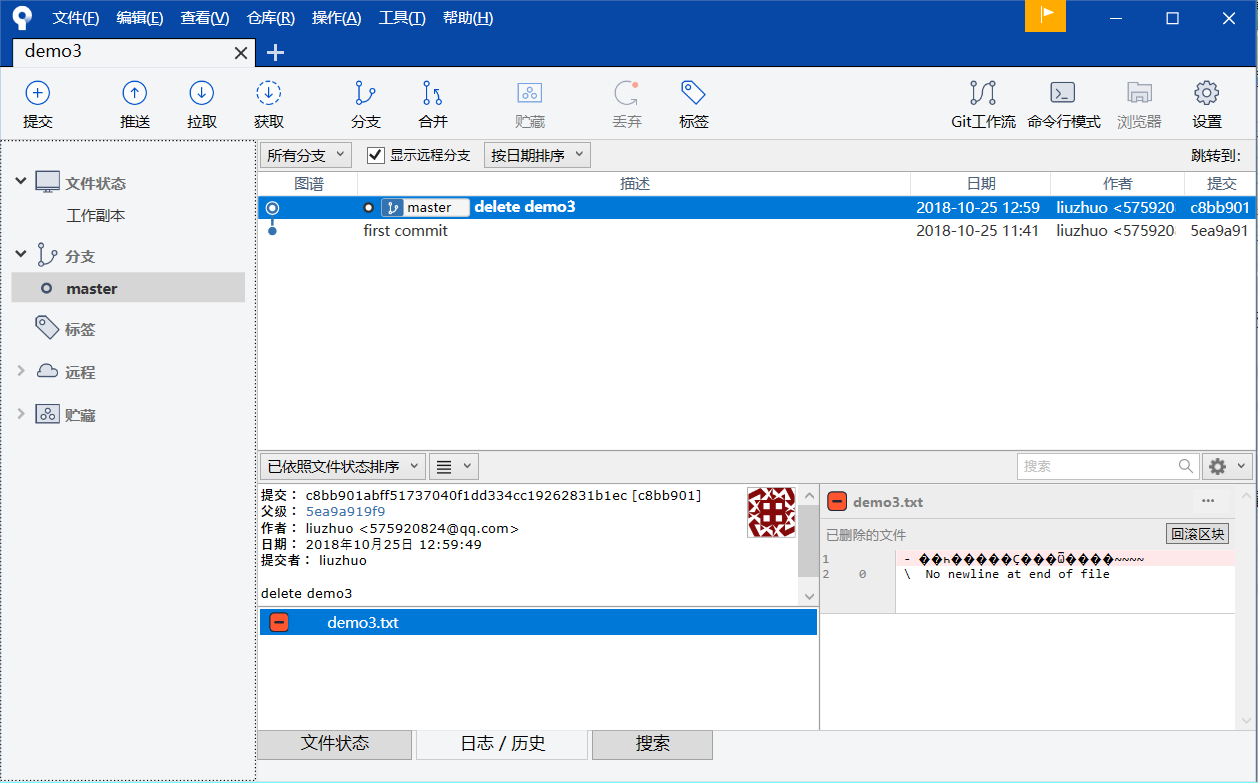 文件(F) 编辑(E) 查看(V) 仓库(R) 操作(A) 工具(T) 帮助(H)
demo3
提交 推送 拉取 获取 分支 合并 贮藏 丢弃 标签 Git工作流 命令行模式 浏览器 设置
文件状态
工作副本
分支
master
标签
远程
贮藏
所有分支 显示远程分支 按日期排序 跳转到:
图谱 描述 日期 作者 提交
master delete demo3 2018-10-25 12:59 liuzhuo <575920 c8bb901
first commit 2018-10-25 11:41 liuzhuo <575920 5ea9a91
已依照文件状态排序 搜索
提交: c8bb901abff51737040f1dd334cc19262831b1ec [c8bb901]
父级: 5ea9a919f9
作者: liuzhuo <575920824@qq.com>
日期: 2018年10月25日 12:59:49
提交者: liuzhuo
delete demo3
demo3.txt
demo3.txt
已删除的文件 回滚区块
1 - ��һ�����Ç���ѿ����~~~~
2 0 \ No newline at end of file
文件状态 日志 / 历史 搜索